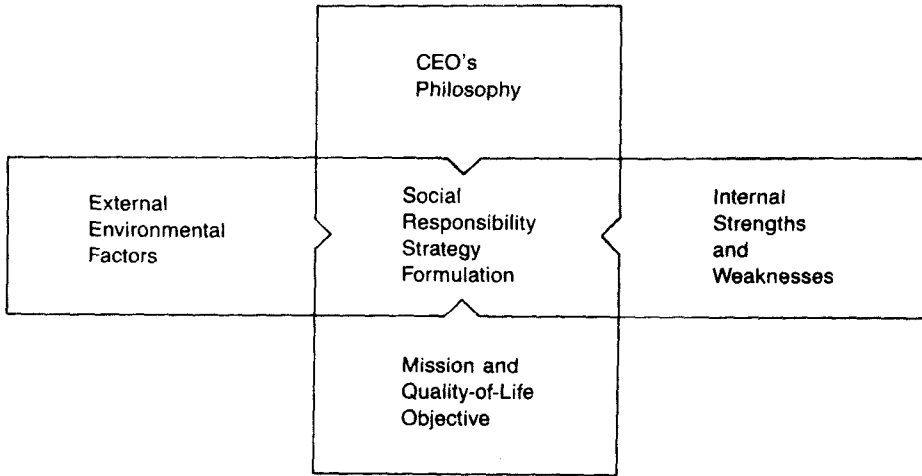 CEO's
Philosophy
External
Environmental
Factors
Social
Responsibility
Strategy
Formulation
Internal
Strengths
and
Weaknesses
Mission and
Quality-of-Life
Objective